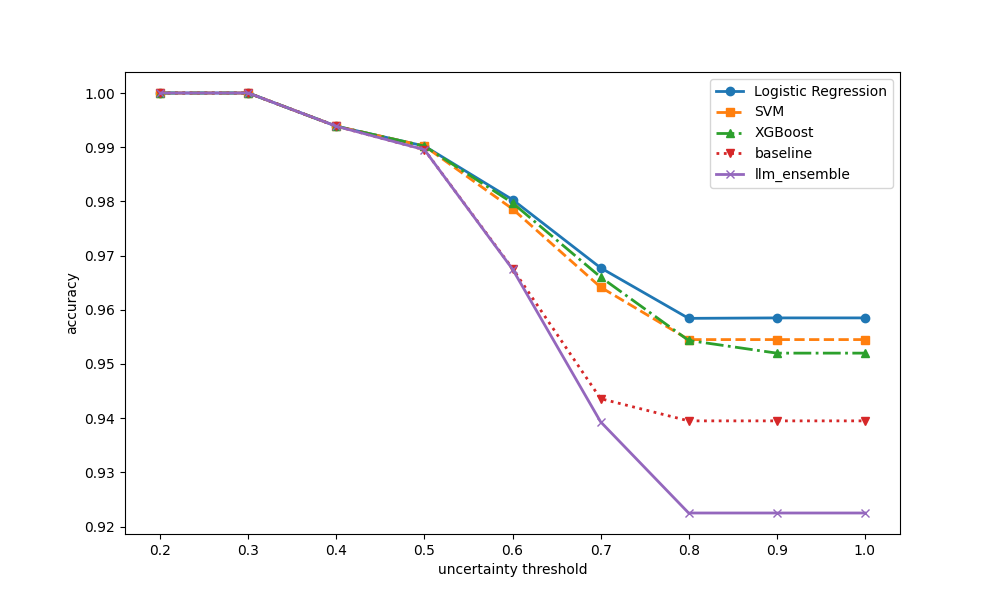 Logistic Regression
SVM
XGBoost
baseline
llm_ensemble
accuracy
1.00
0.99
0.98
0.97
0.96
0.95
0.94
0.93
0.92
0.2 0.3 0.4 0.5 0.6 0.7 0.8 0.9 1.0
uncertainty threshold